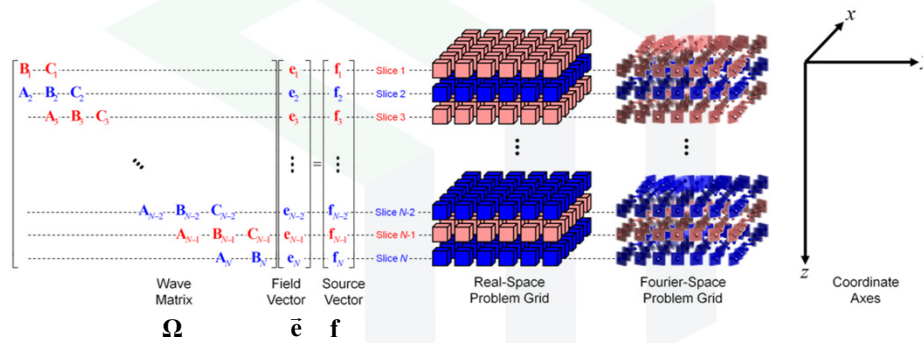 x
B1 C1 e1 f1 Slice 1 y
A2 B2 C2 e2 f2 Slice 2
A3 B3 C3 e3 f3 Slice 3
=
AN-2 BN-2 CN-2 eN-2 fN-2 Slice N-2
AN-1 BN-1 CN-1 eN-1 fN-1 Slice N-1
AN BN eN fN Slice N
z
Wave Matrix
Field Vector
Source Vector
Real-Space
Problem Grid
Fourier-Space
Problem Grid
Coordinate
Axes
Ω e⃗ f